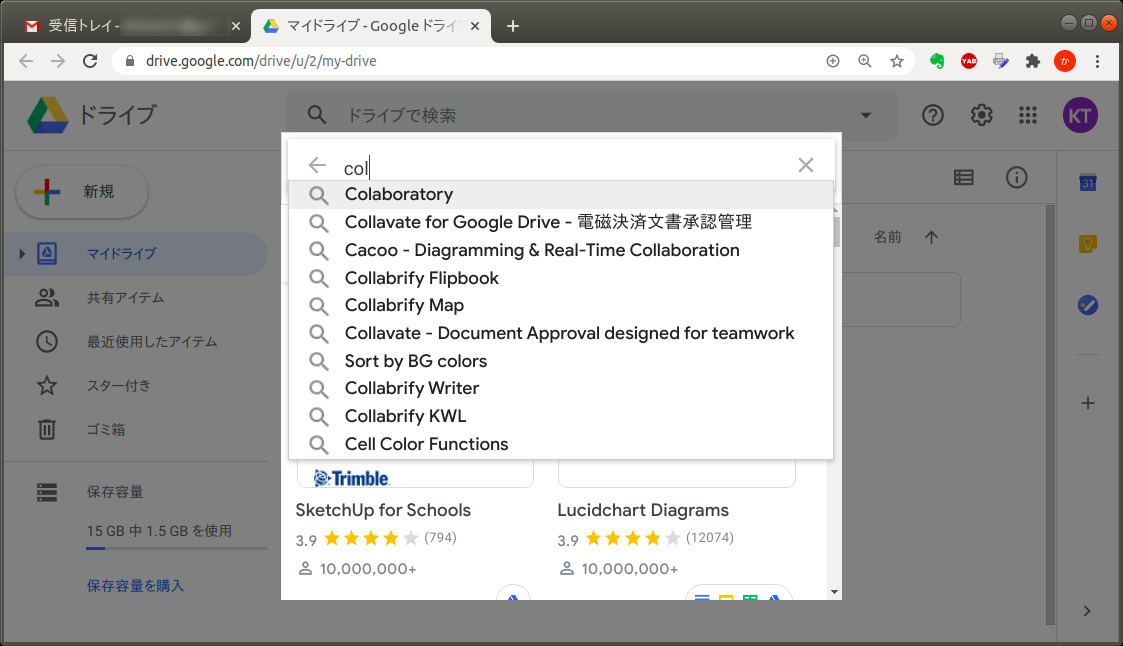 受信トレイ -
マイドライブ - Google ドライブ
drive.google.com/drive/u/2/my-drive
YAB
か
ドライブ
ドライブで検索
KT
新規
col
Colaboratory
Collavate for Google Drive - 電磁決済文書承認管理
Cacoo - Diagramming & Real-Time Collaboration
Collabrify Flipbook
Collabrify Map
Collavate - Document Approval designed for teamwork
Sort by BG colors
Collabrify Writer
Collabrify KWL
Cell Color Functions
マイドライブ
共有アイテム
最近使用したアイテム
スター付き
ゴミ箱
保存容量
15 GB 中 1.5 GB を使用
保存容量を購入
名前
31
Trimble
SketchUp for Schools
3.9 (794)
10,000,000+
Lucidchart Diagrams
3.9 (12074)
10,000,000+